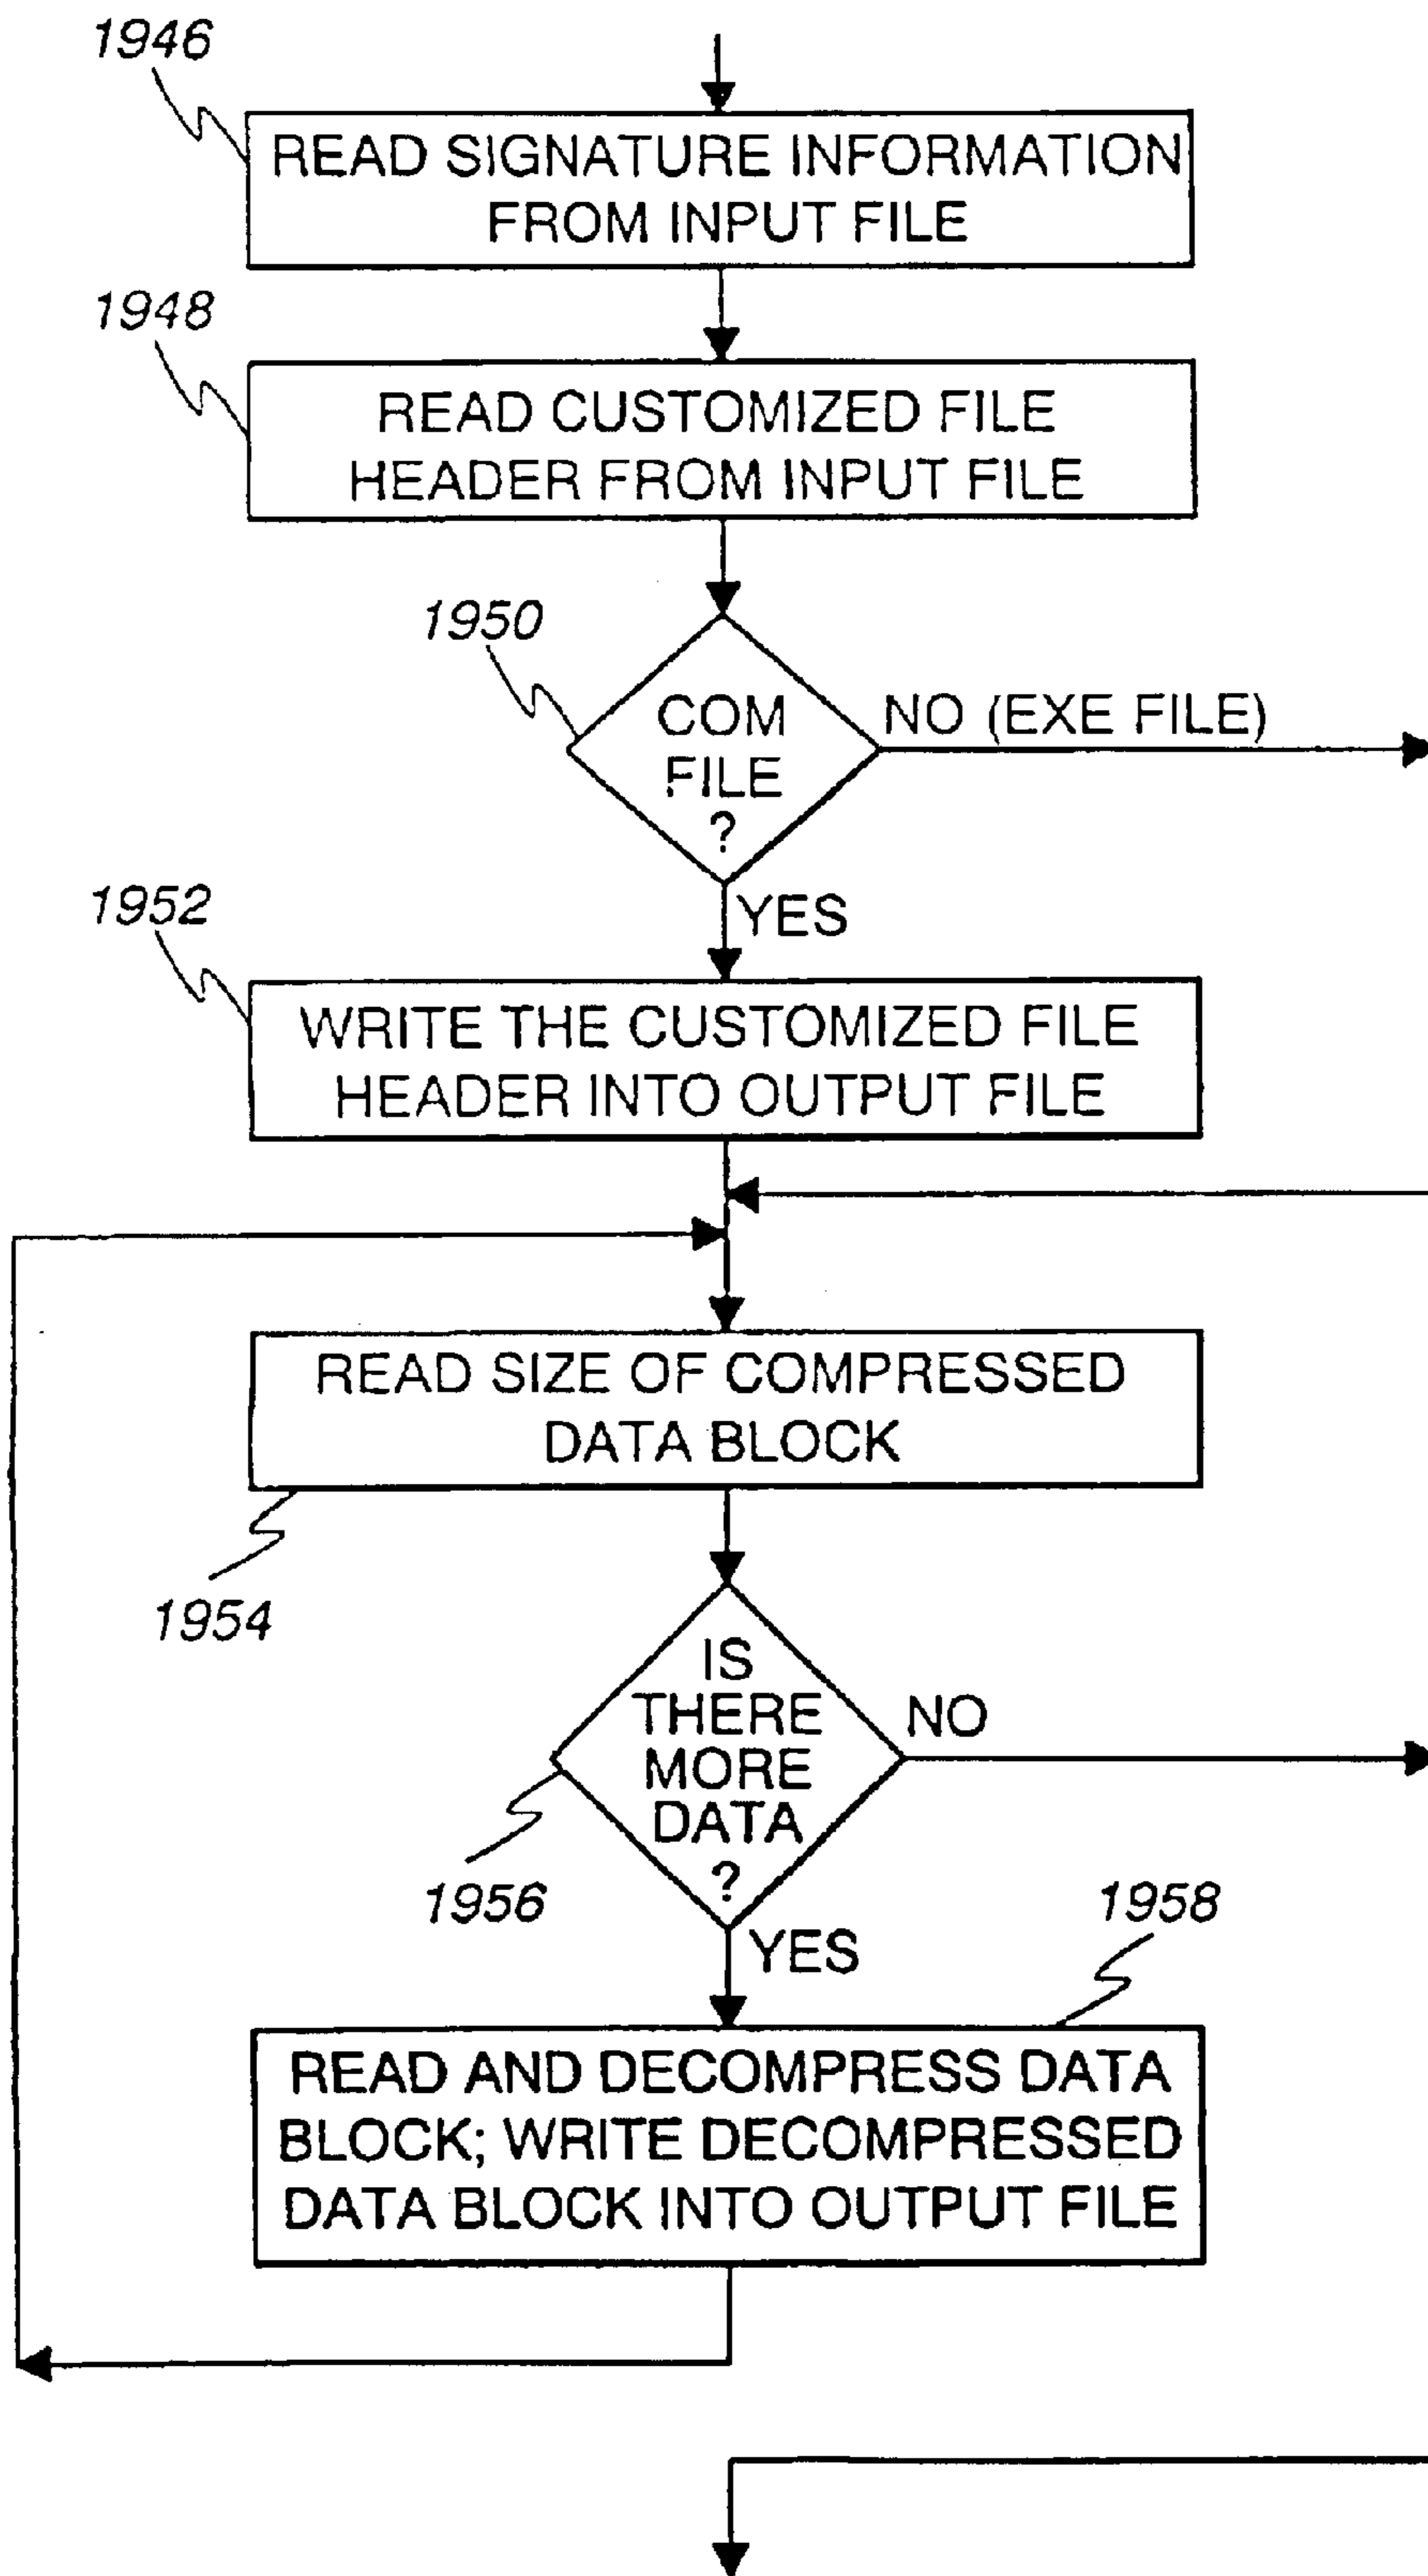 1946
READ SIGNATURE INFORMATION
FROM INPUT FILE
1948
READ CUSTOMIZED FILE
HEADER FROM INPUT FILE
1950
COM
FILE
?
NO (EXE FILE)
YES
1952
WRITE THE CUSTOMIZED FILE
HEADER INTO OUTPUT FILE
READ SIZE OF COMPRESSED
DATA BLOCK
1954
IS
THERE
MORE
DATA
?
NO
1956
YES
1958
READ AND DECOMPRESS DATA
BLOCK; WRITE DECOMPRESSED
DATA BLOCK INTO OUTPUT FILE